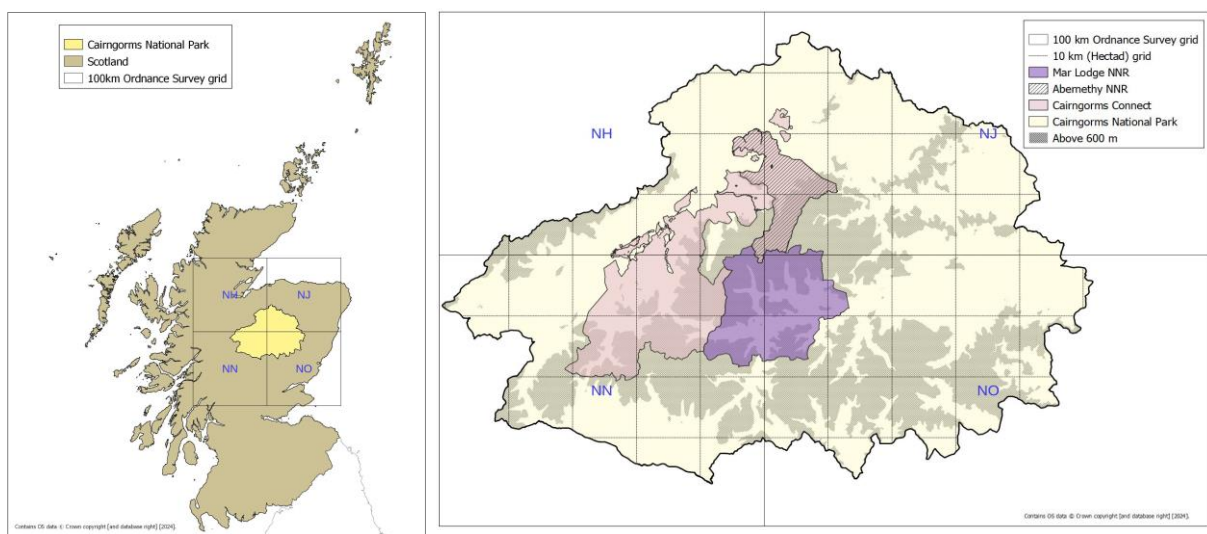 Cairngorms National Park
Scotland
100km Ordnance Survey grid
NH
NJ
NN
NO
Contains OS data © Crown copyright [and database right] [2024].
100 km Ordnance Survey grid
10 km (Hectad) grid
Mar Lodge NNR
Abernethy NNR
Cairngorms Connect
Cairngorms National Park
Above 600 m
NH
NJ
NN
NO
Contains OS data © Crown copyright [and database right] [2024].